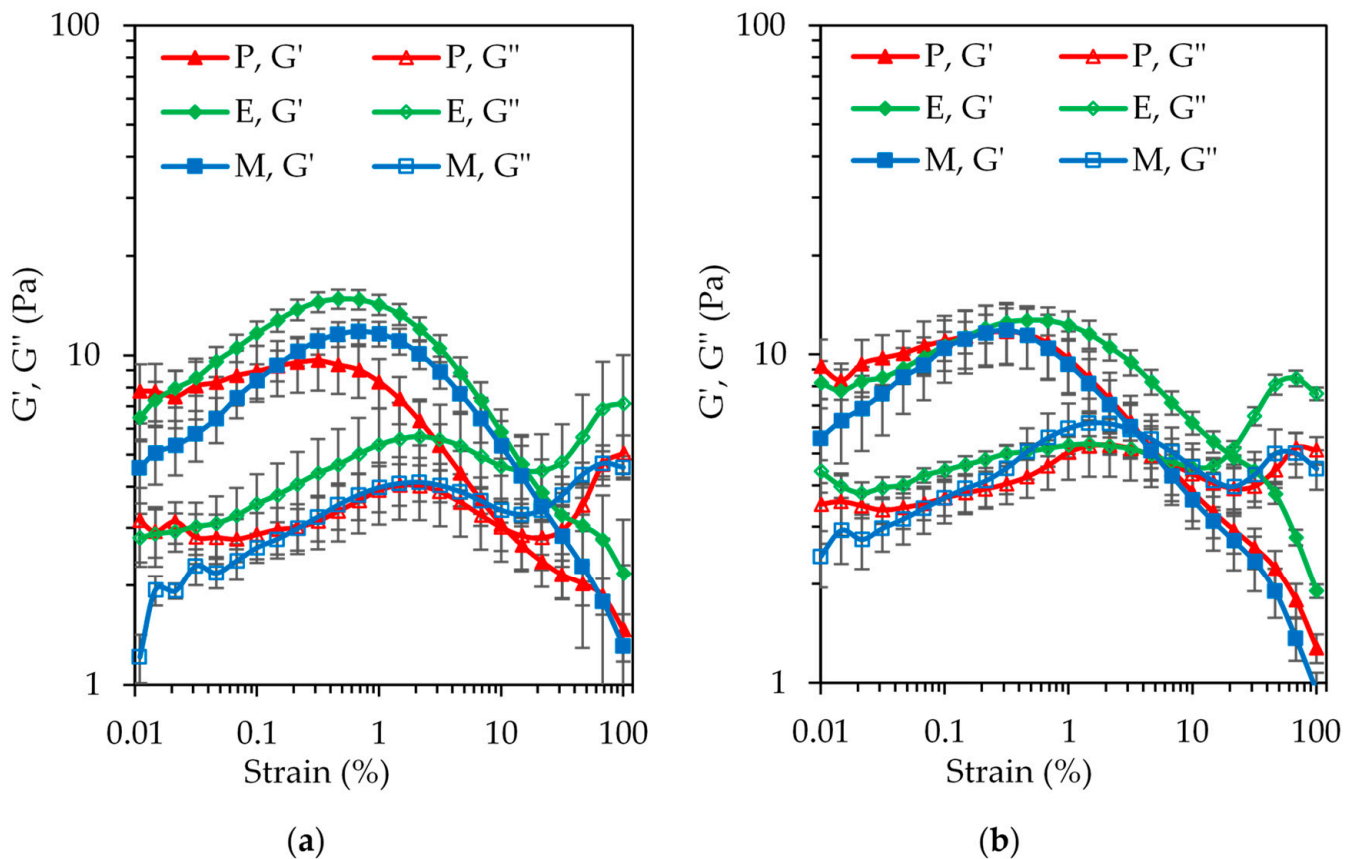 100
P, G' P, G"
E, G' E, G"
M, G' M, G"
10
1
G', G" (Pa)
0.01 0.1 1 10 100
Strain (%)
(a)
100
P, G' P, G"
E, G' E, G"
M, G' M, G"
10
1
G', G" (Pa)
0.01 0.1 1 10 100
Strain (%)
(b)